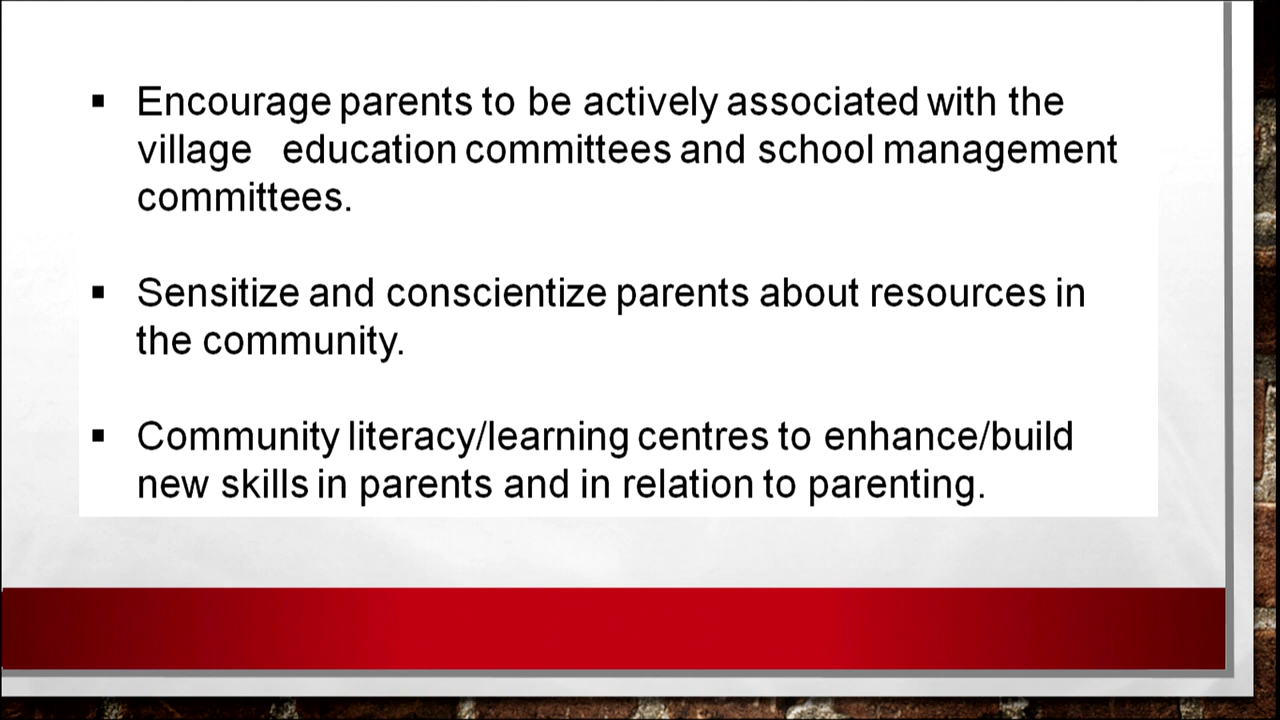 ▪ Encourage parents to be actively associated with the
village education committees and school management
committees.
▪ Sensitize and conscientize parents about resources in
the community.
▪ Community literacy/learning centres to enhance/build
new skills in parents and in relation to parenting.